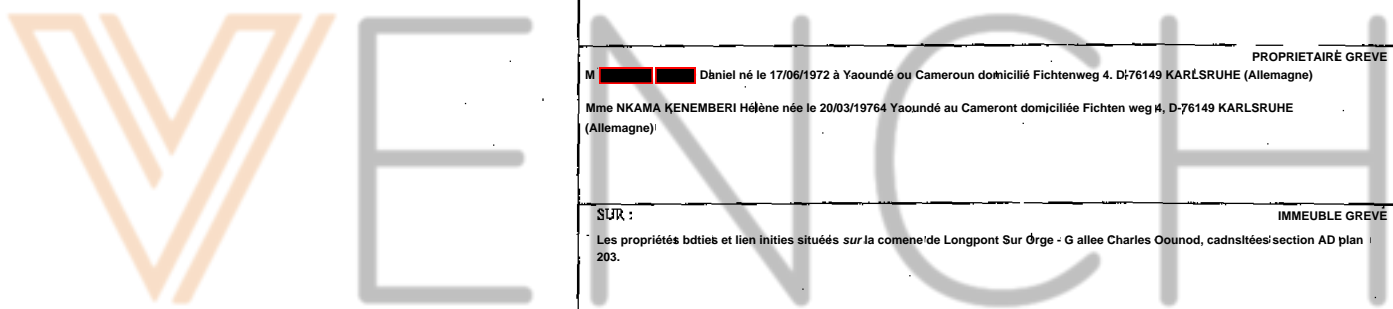 VENCH
PROPRIETAIRE GREVE
M Daniel né le 17/06/1972 à Yaoundé ou Cameroun domicilié Fichtenweg 4. D-76149 KARLSRUHE (Allemagne)
Mme NKAMA KENEMBERI Hélène née le 20/03/19764 Yaoundé au Cameront domiciliée Fichten weg 4, D-76149 KARLSRUHE
(Allemagne)
SUR :
IMMEUBLE GREVE
Les propriétés bdties et lien inities situées sur la comene de Longpont Sur Orge - G allee Charles Oounod, cadnsltées section AD plan
203.